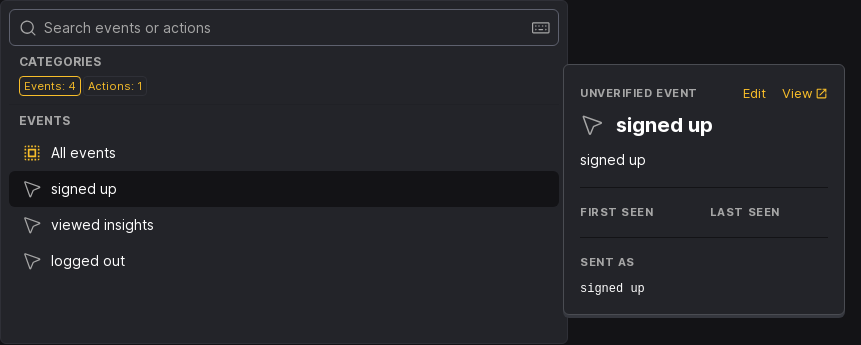 Search events or actions
CATEGORIES
Events: 4 Actions: 1
EVENTS
All events
signed up
viewed insights
logged out
UNVERIFIED EVENT Edit View
signed up
signed up
FIRST SEEN LAST SEEN
SENT AS
signed up